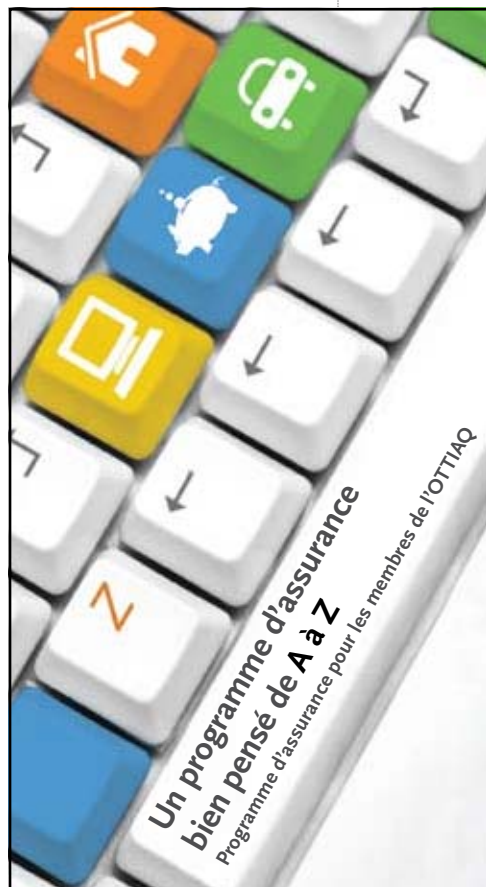 Z
Un programme d'assurance
bien pensé de A à Z
Programme d'assurance pour les membres de l'OTTIAQ